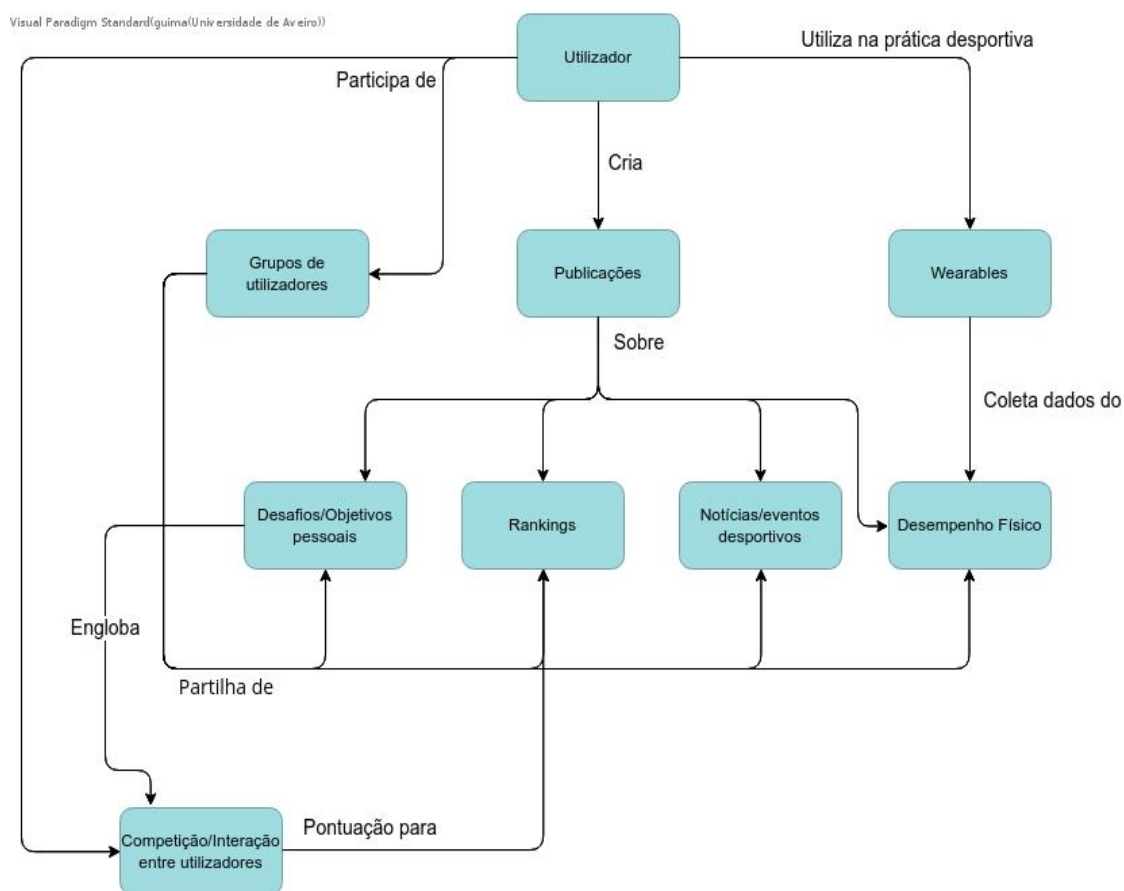 Visual Paradigm Standard(guima(Universidade de Aveiro))
Utilizador
Utiliza na prática desportiva
Participa de
Cria
Grupos de
utilizadores
Publicações
Wearables
Sobre
Coleta dados do
Desafios/Objetivos
pessoais
Rankings
Notícias/eventos
desportivos
Desempenho Físico
Engloba
Partilha de
Competição/Interação
entre utilizadores
Pontuação para